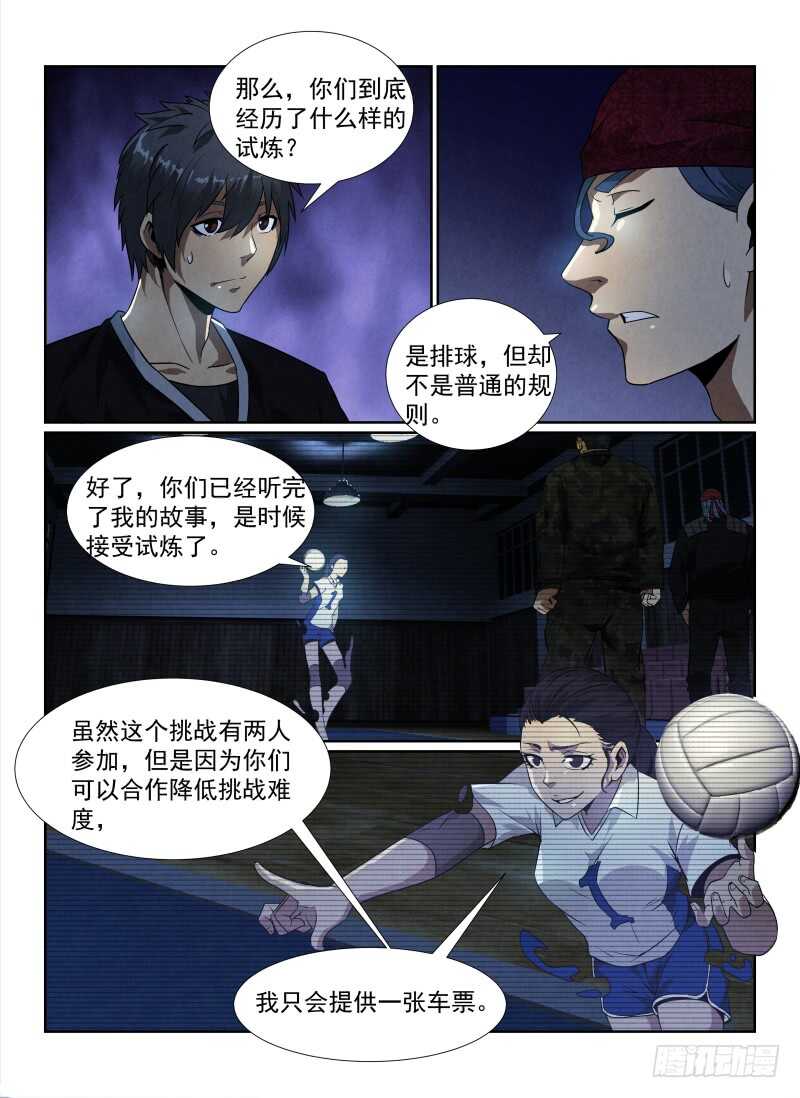 那么，你们到底
经历了什么样的
试炼？
是排球，但却
不是普通的规
则。
好了，你们已经听完
了我的故事，是时候
接受试炼了。
虽然这个挑战有两人
参加，但是因为你们
可以合作降低挑战难
度，
我只会提供一张车票。
腾讯动漫